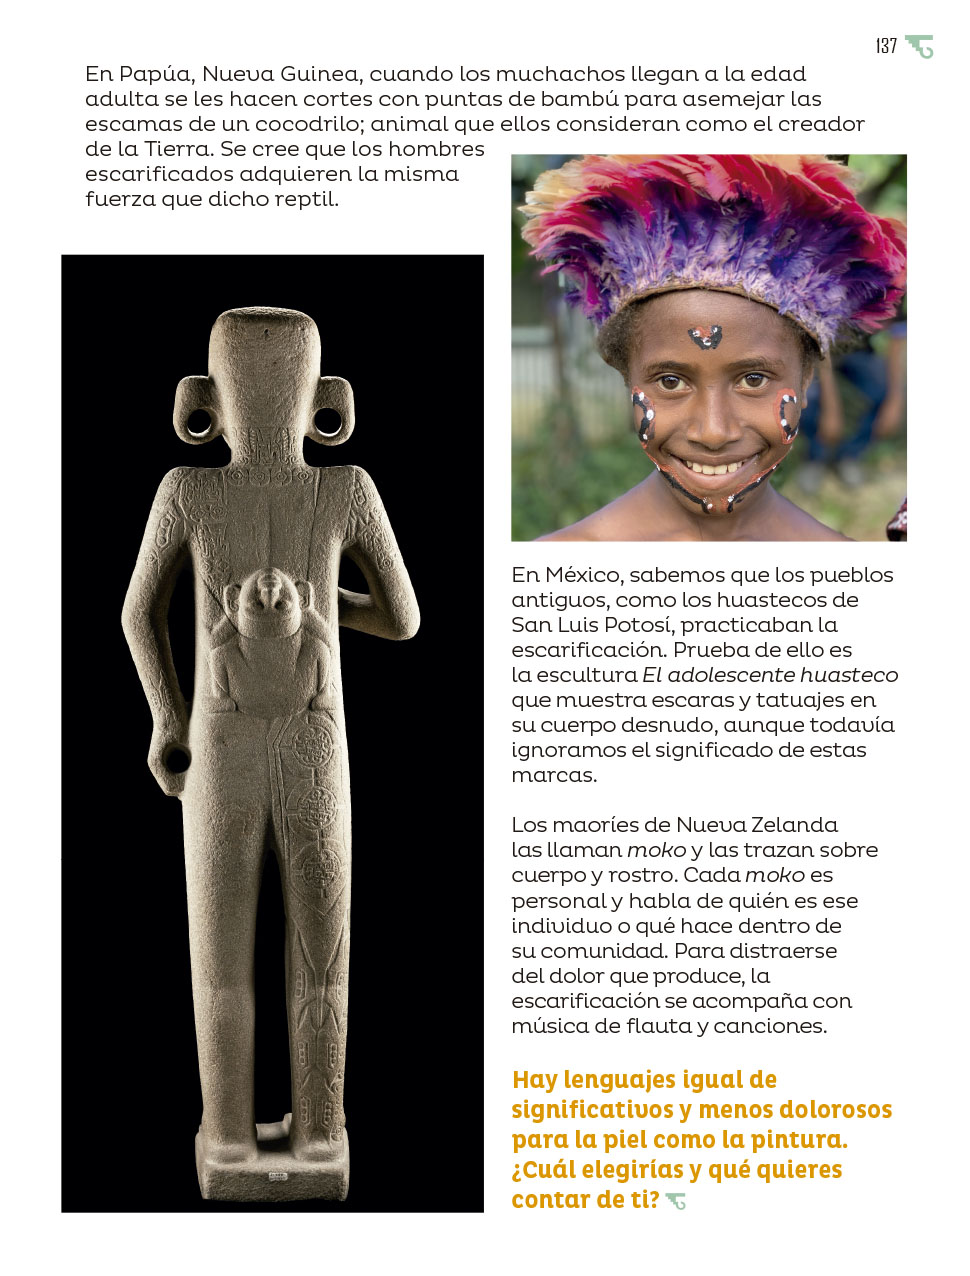 137
En Papúa, Nueva Guinea, cuando los muchachos llegan a la edad
adulta se les hacen cortes con puntas de bambú para asemejar las
escamas de un cocodrilo; animal que ellos consideran como el creador
de la Tierra. Se cree que los hombres
escarificados adquieren la misma
fuerza que dicho reptil.
En México, sabemos que los pueblos
antiguos, como los huastecos de
San Luis Potosí, practicaban la
escarificación. Prueba de ello es
la escultura El adolescente huasteco
que muestra escaras y tatuajes en
su cuerpo desnudo, aunque todavía
ignoramos el significado de estas
marcas.
Los maoríes de Nueva Zelanda
las llaman moko y las trazan sobre
cuerpo y rostro. Cada moko es
personal y habla de quién es ese
individuo o qué hace dentro de
su comunidad. Para distraerse
del dolor que produce, la
escarificación se acompaña con
música de flauta y canciones.
Hay lenguajes igual de
significativos y menos dolorosos
para la piel como la pintura.
¿Cuál elegirías y qué quieres
contar de ti?